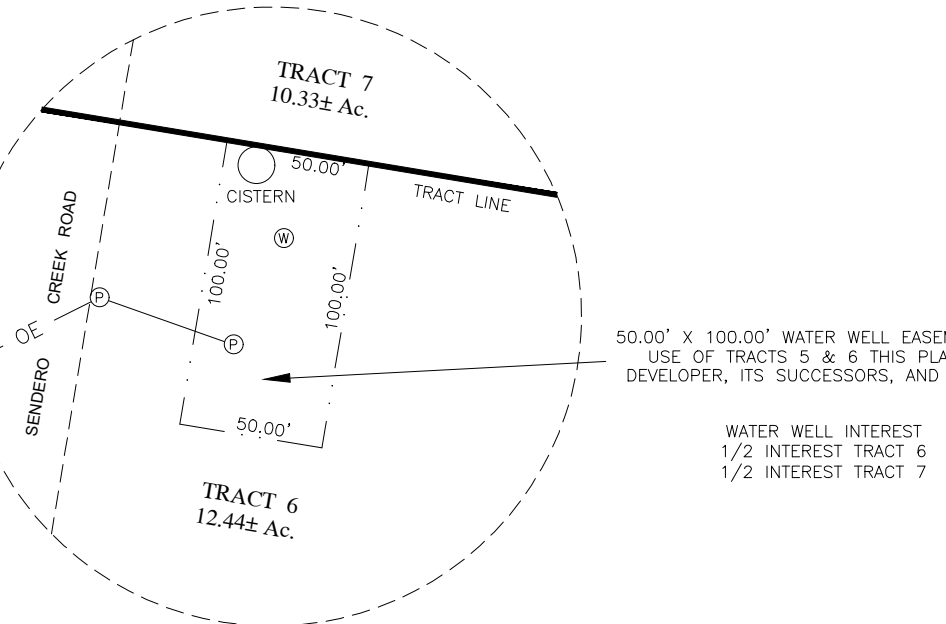 TRACT 7
10.33± Ac.
50.00'
CISTERN
TRACT LINE
W
100.00'
100.00'
CREEK ROAD
SENDERO
P
P
OE
50.00'
TRACT 6
12.44± Ac.
50.00' X 100.00' WATER WELL
USE OF TRACTS 5 & 6 THIS
DEVELOPER, ITS SUCCESSORS, AND
WATER WELL INTEREST
1/2 INTEREST TRACT 6
1/2 INTEREST TRACT 7